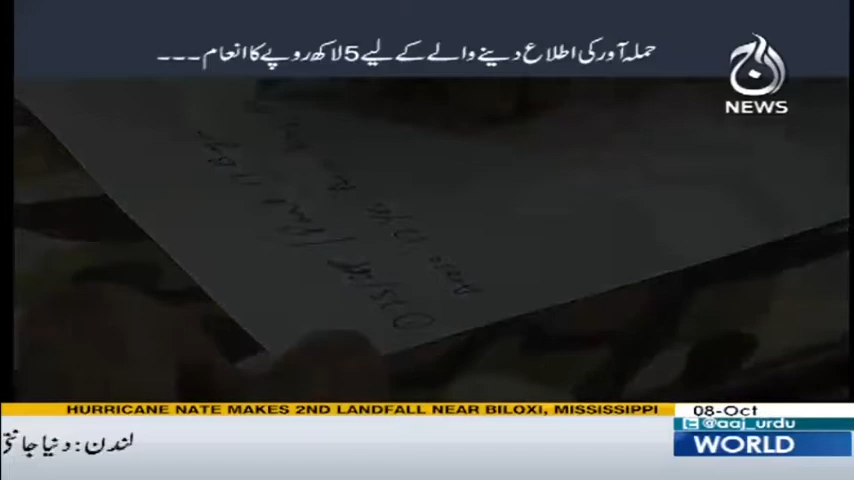 حملہ آور کی اطلاع دینے والے کے لیے 5 لاکھ روپے کا انعام ۔ ۔ ۔
آج
NEWS
HURRICANE NATE MAKES 2ND LANDFALL NEAR BILOXI, MISSISSIPPI
08-Oct
@aaj_urdu
لندن : دنیا جانتی
WORLD